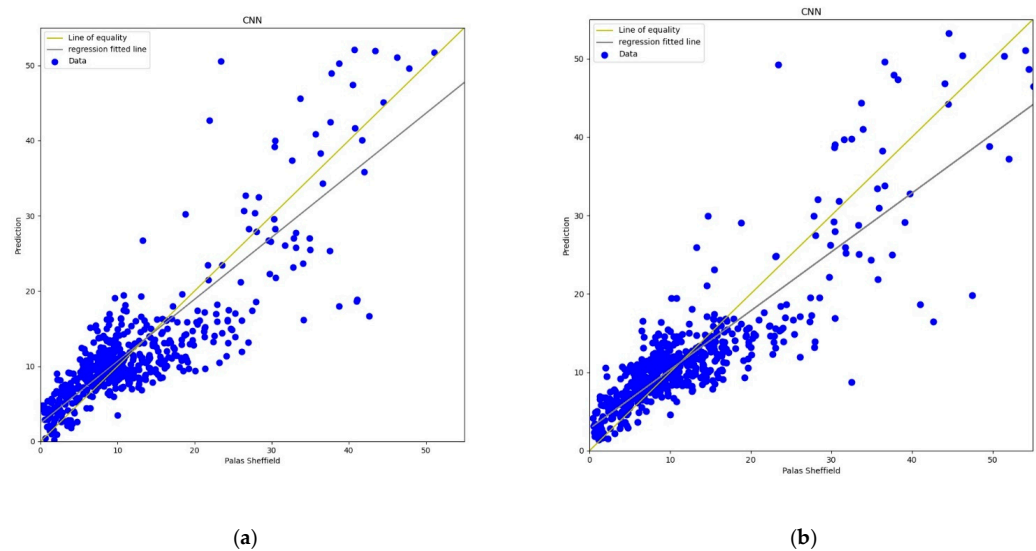 CNN
Line of equality
regression fitted line
Data
50
40
30
20
10
0
Prediction
0 10 20 30 40 50
Palas Sheffield
(a)
CNN
Line of equality
regression fitted line
Data
50
40
30
20
10
0
Prediction
0 10 20 30 40 50
Palas Sheffield
(b)